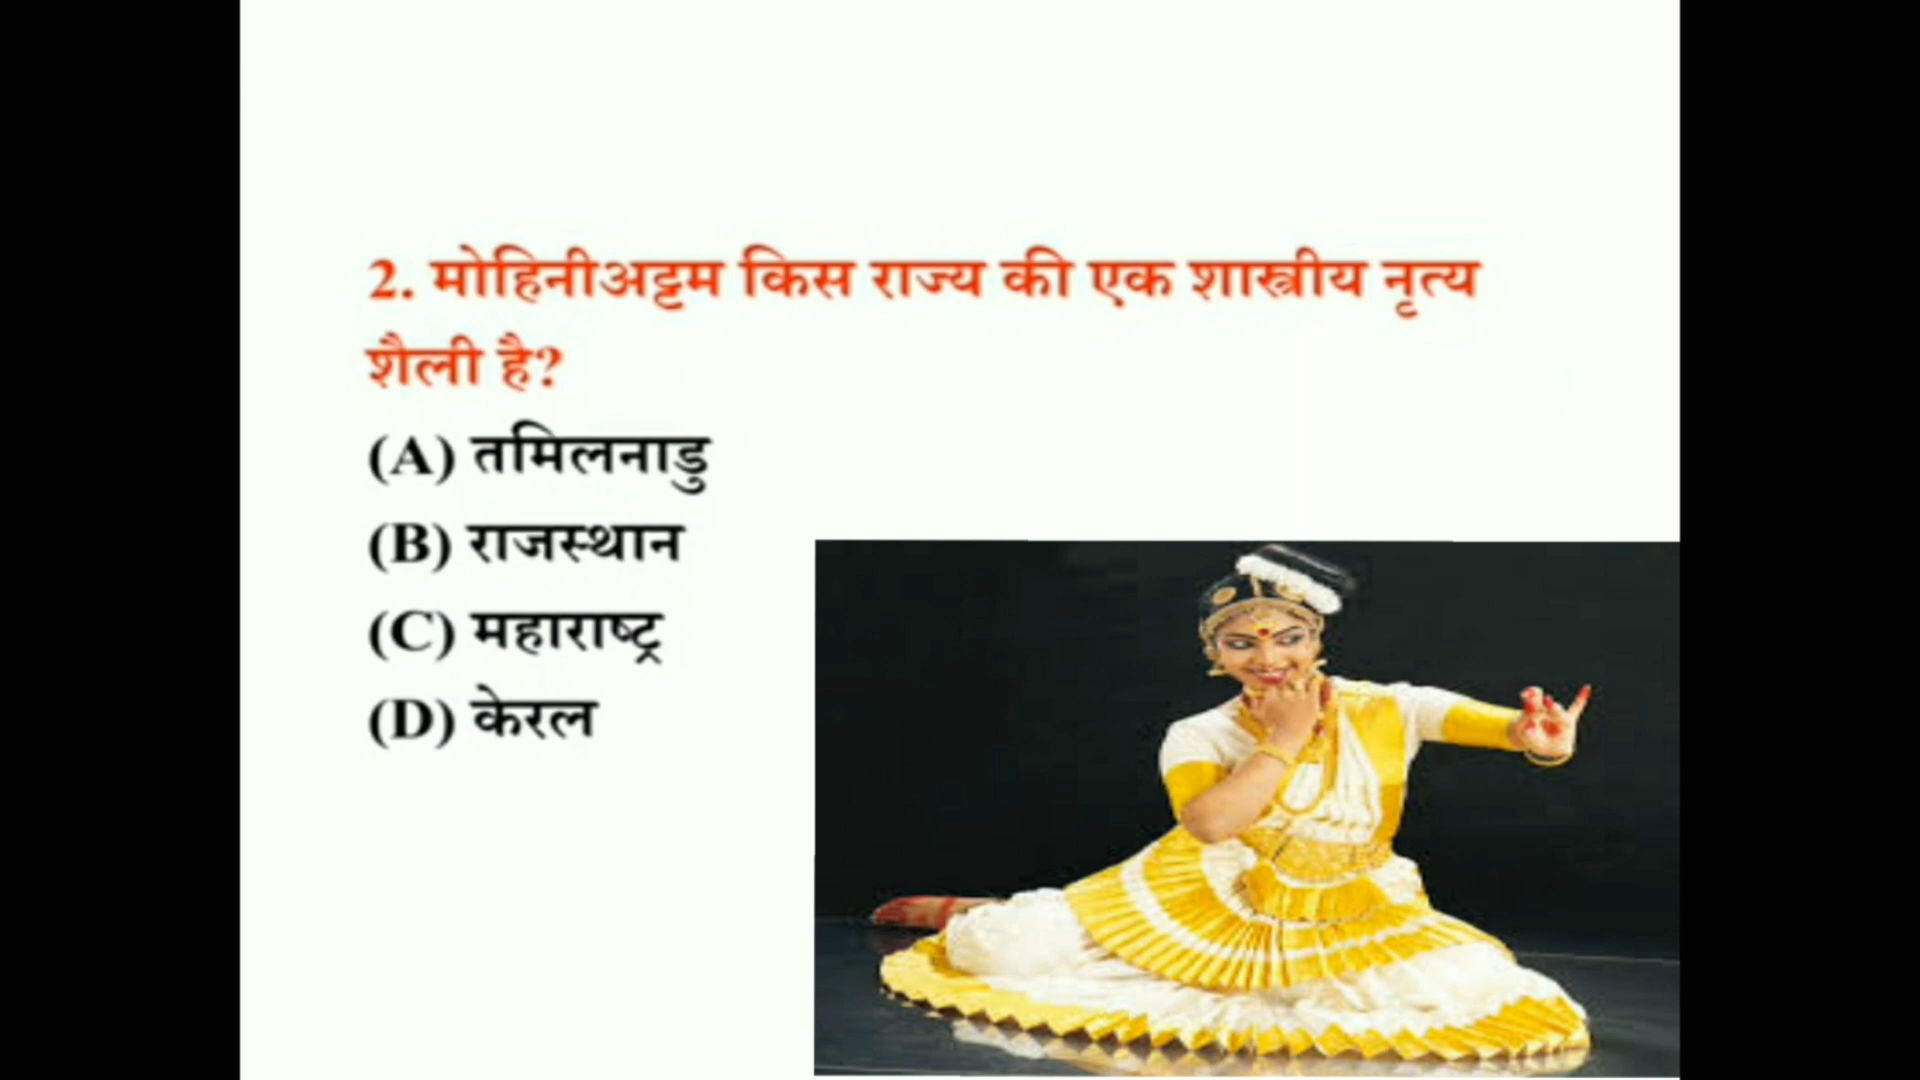 2. मोहिनीअट्टम किस राज्य की एक शास्त्रीय नृत्य
शैली है?
(A) तमिलनाडु
(B) राजस्थान
(C) महाराष्ट्र
(D) केरल